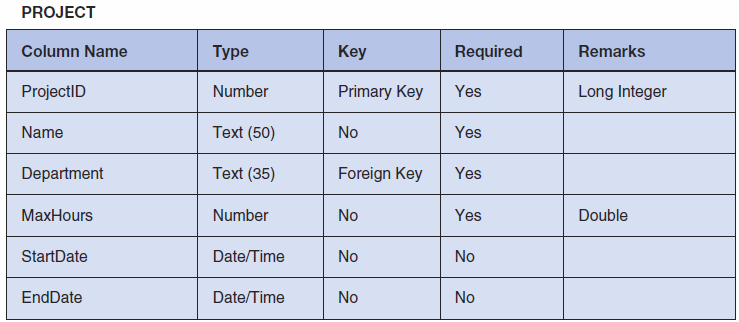 PROJECT
Column Name Type Key Required Remarks
ProjectID Number Primary Key Yes Long Integer
Name Text (50) No Yes
Department Text (35) Foreign Key Yes
MaxHours Number No Yes Double
StartDate Date/Time No No
EndDate Date/Time No No